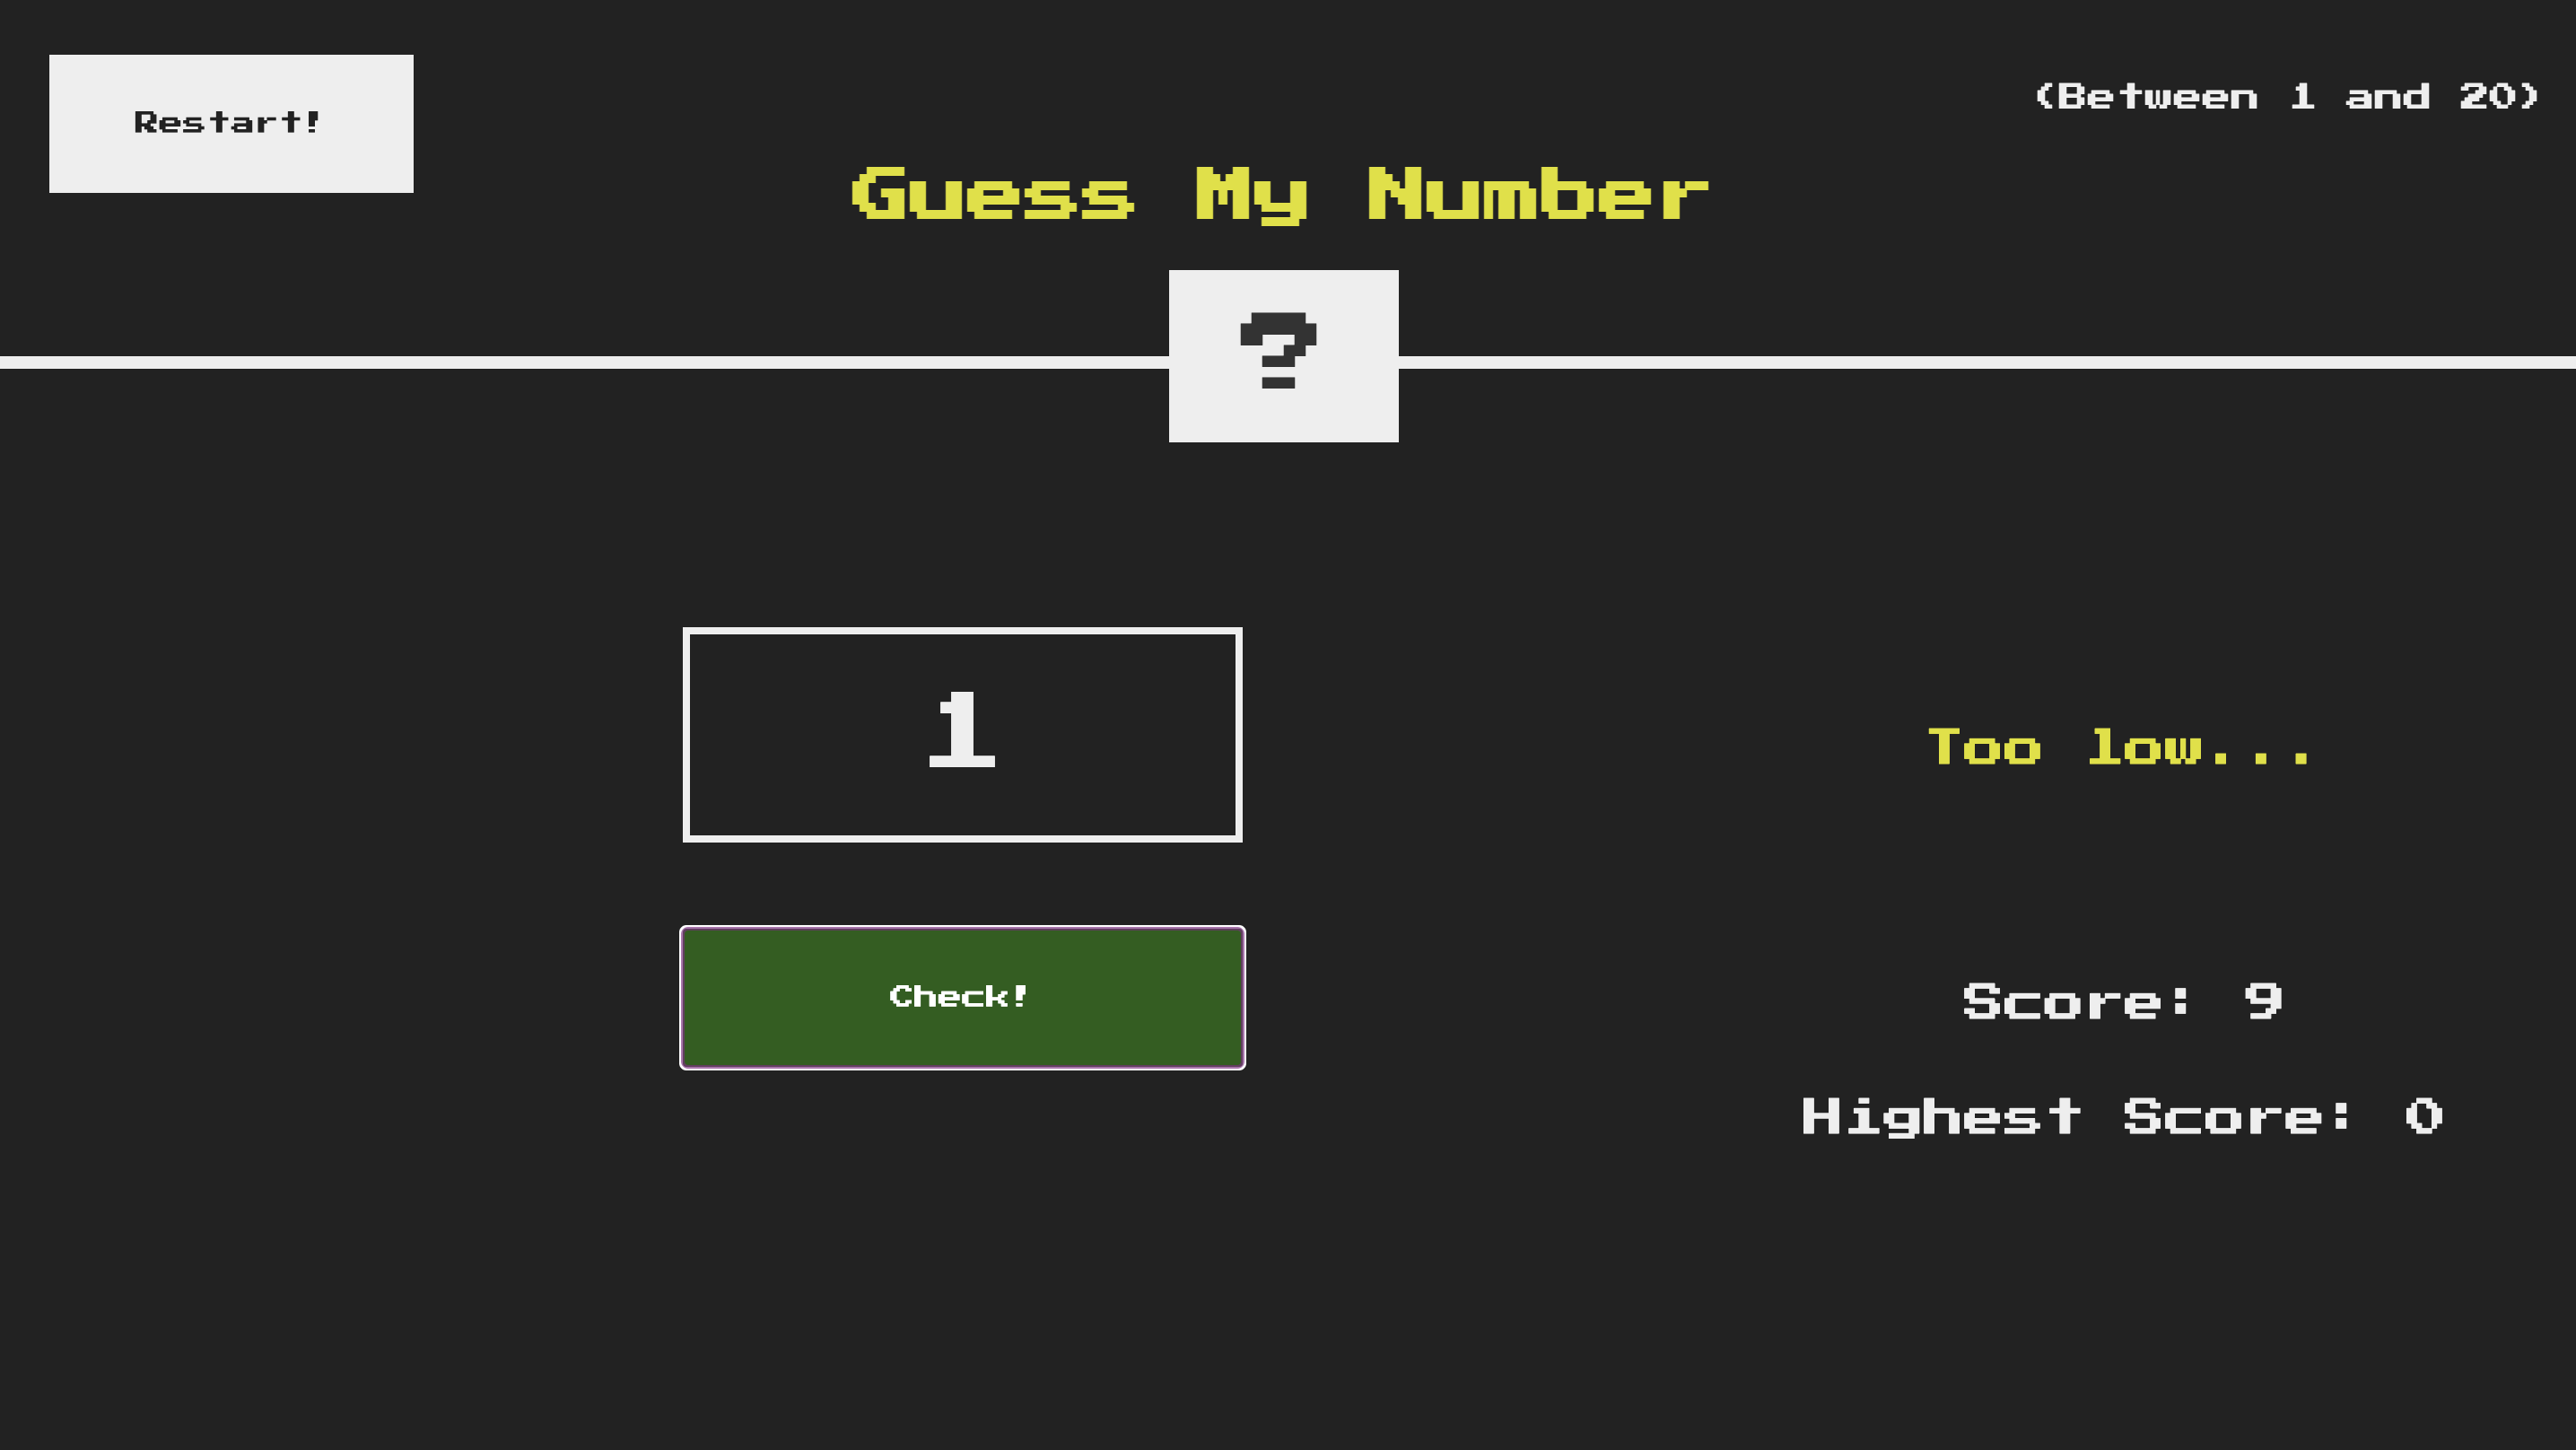 Restart!
(Between 1 and 20)
Guess My Number
?
1
Too low...
Check!
Score: 9
Highest Score: 0